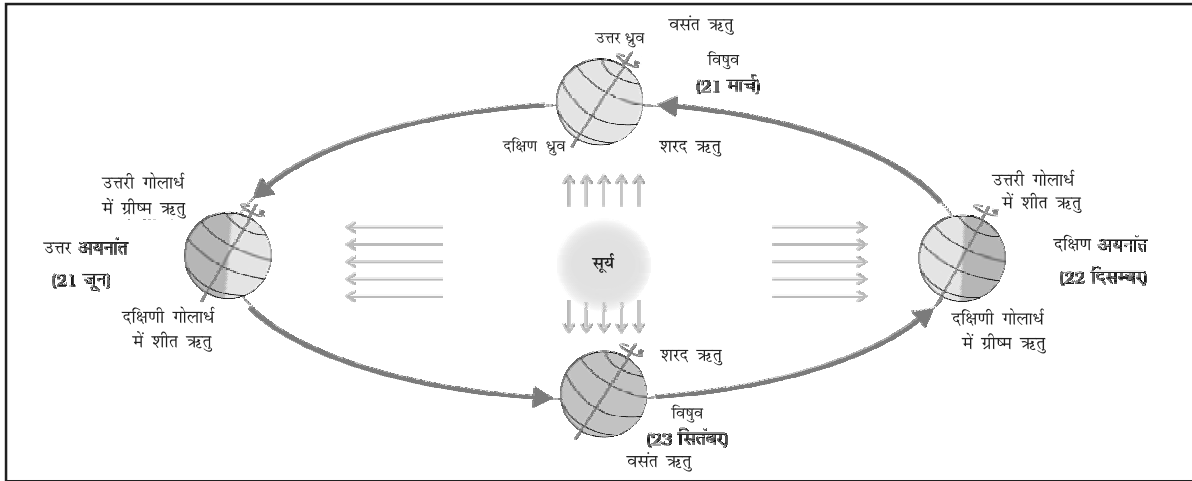 वसंत ऋतु
उत्तर ध्रुव
विषुव
(21 मार्च)
दक्षिण ध्रुव
शरद ऋतु
उत्तरी गोलार्ध
में ग्रीष्म ऋतु
उत्तर अयनांत
(21 जून)
दक्षिणी गोलार्ध
में शीत ऋतु
सूर्य
उत्तरी गोलार्ध
में शीत ऋतु
दक्षिण अयनांत
(22 दिसम्बर)
दक्षिणी गोलार्ध
में ग्रीष्म ऋतु
शरद ऋतु
विषुव
(23 सितंबर)
वसंत ऋतु